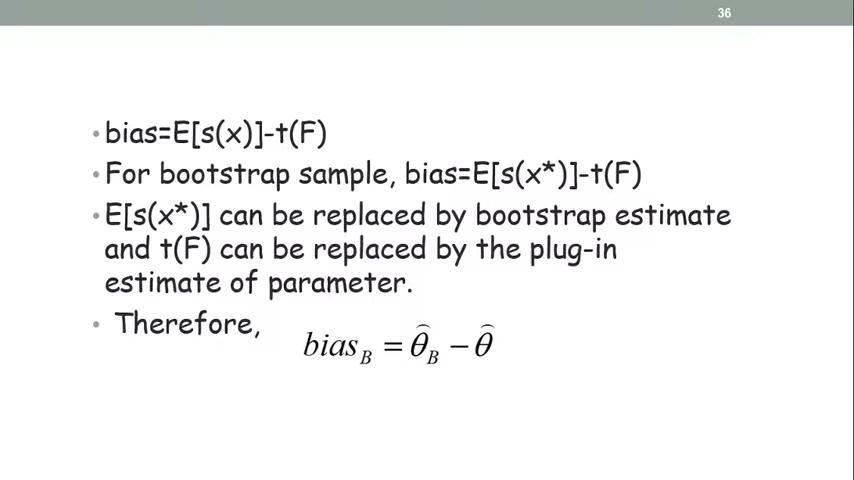 36
• bias=E[s(x)]-t(F)
• For bootstrap sample, bias=E[s(x*)]-t(F)
• E[s(x*)] can be replaced by bootstrap estimate
and t(F) can be replaced by the plug-in
estimate of parameter.
• Therefore, bias_B = θ̂_B − θ̂